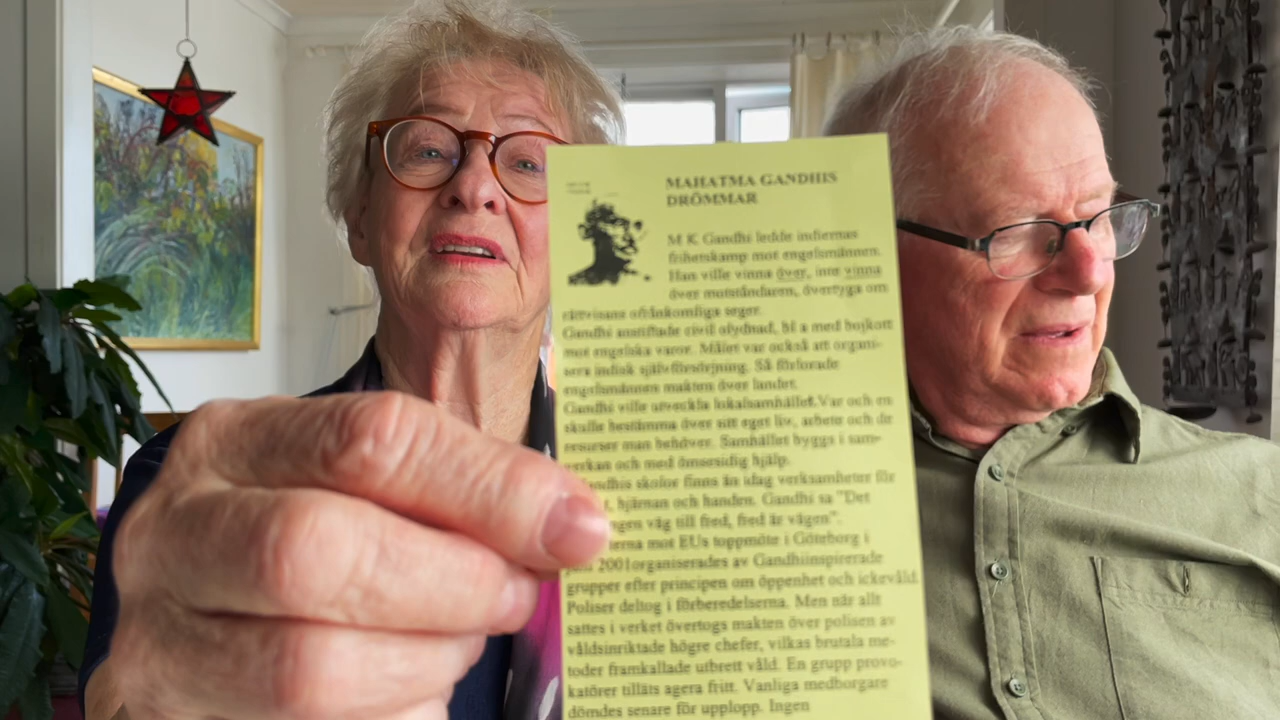 MAHATMA GANDHIS
DRÖMMAR
M K Gandhi ledde indiernas
frihetskamp mot engelsmännen.
Han ville vinna över, inte vinna
över motståndaren, övertyga om
rättvisans ofrånkomliga seger.
Gandhi anstiftade civil olydnad, bl a med bojkott
mot engelska varor. Målet var också att organi-
sera indisk självförsörjning. Så förlorade
engelsmännen makten över landet.
Gandhi ville utveckla lokalsamhället.Var och en
skulle bestämma över sitt eget liv, arbete och de
resurser man behöver. Samhället byggs i sam-
verkan och med ömsesidig hjälp.
Gandhis skolor finns än idag verksamheter för
hjärnan och handen. Gandhi sa "Det
ingen väg till fred, fred är vägen".
mot EUs toppmöte i Göteborg i
juni 2001organiserades av Gandhiinspirerade
grupper efter principen om öppenhet och ickevåld.
Poliser deltog i förberedelserna. Men när allt
sattes i verket övertogs makten över polisen av
våldsinriktade högre chefer, vilkas brutala me-
toder framkallade utbrett våld. En grupp provo-
katörer tilläts agera fritt. Vanliga medborgare
dömdes senare för upplopp. Ingen